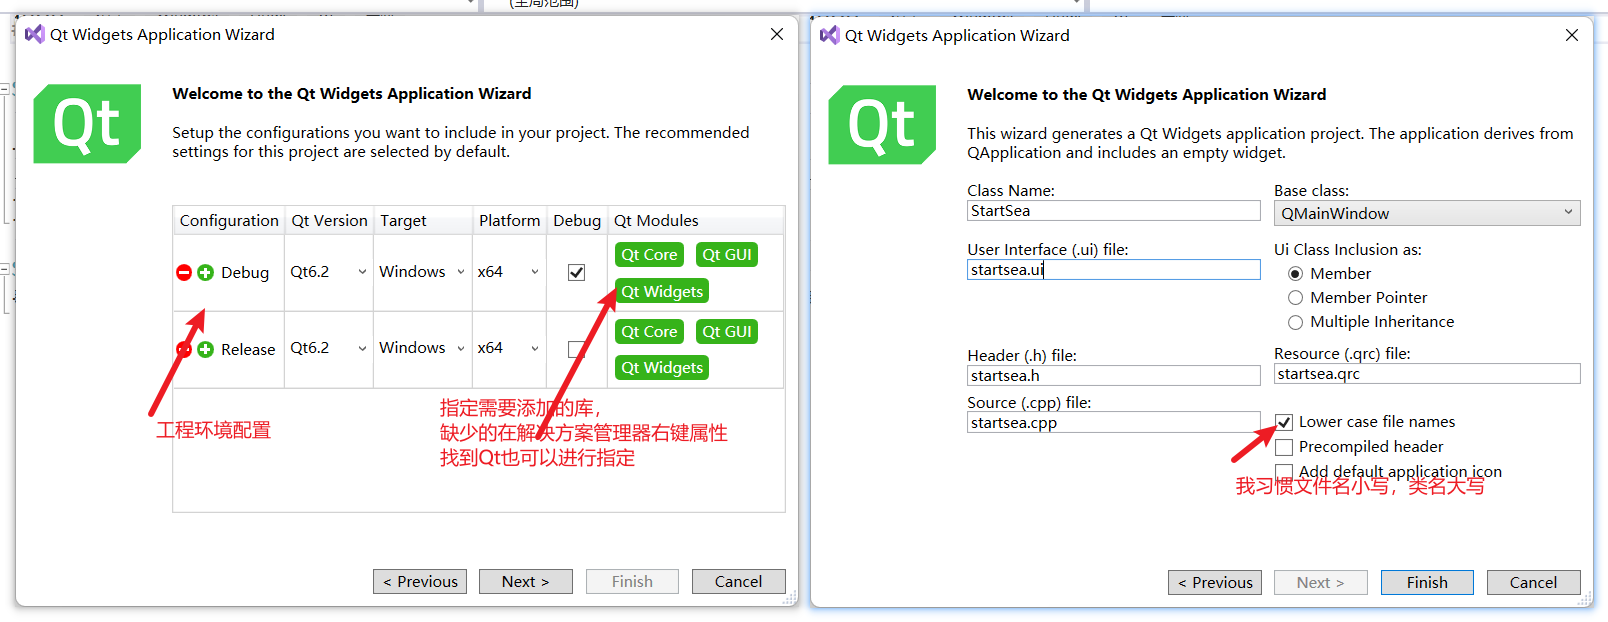 (全局范围)
Qt Widgets Application Wizard
Qt
Welcome to the Qt Widgets Application Wizard
Setup the configurations you want to include in your project. The recommended
settings for this project are selected by default.
Configuration Qt Version Target Platform Debug Qt Modules
Debug Qt6.2 Windows x64 Qt Core Qt GUI
Qt Widgets
Release Qt6.2 Windows x64 Qt Core Qt GUI
Qt Widgets
工程环境配置
指定需要添加的库，
缺少的在解决方案管理器右键属性
找到Qt也可以进行指定
< Previous Next > Finish Cancel
Qt Widgets Application Wizard
Qt
Welcome to the Qt Widgets Application Wizard
This wizard generates a Qt Widgets application project. The application derives from
QApplication and includes an empty widget.
Class Name: Base class:
StartSea QMainWindow
User Interface (.ui) file: Ui Class Inclusion as:
startsea.ui Member
Member Pointer
Multiple Inheritance
Header (.h) file: Resource (.qrc) file:
startsea.h startsea.qrc
Source (.cpp) file:
startsea.cpp Lower case file names
Precompiled header
Add default application icon
我习惯文件名小写，类名大写
< Previous Next > Finish Cancel